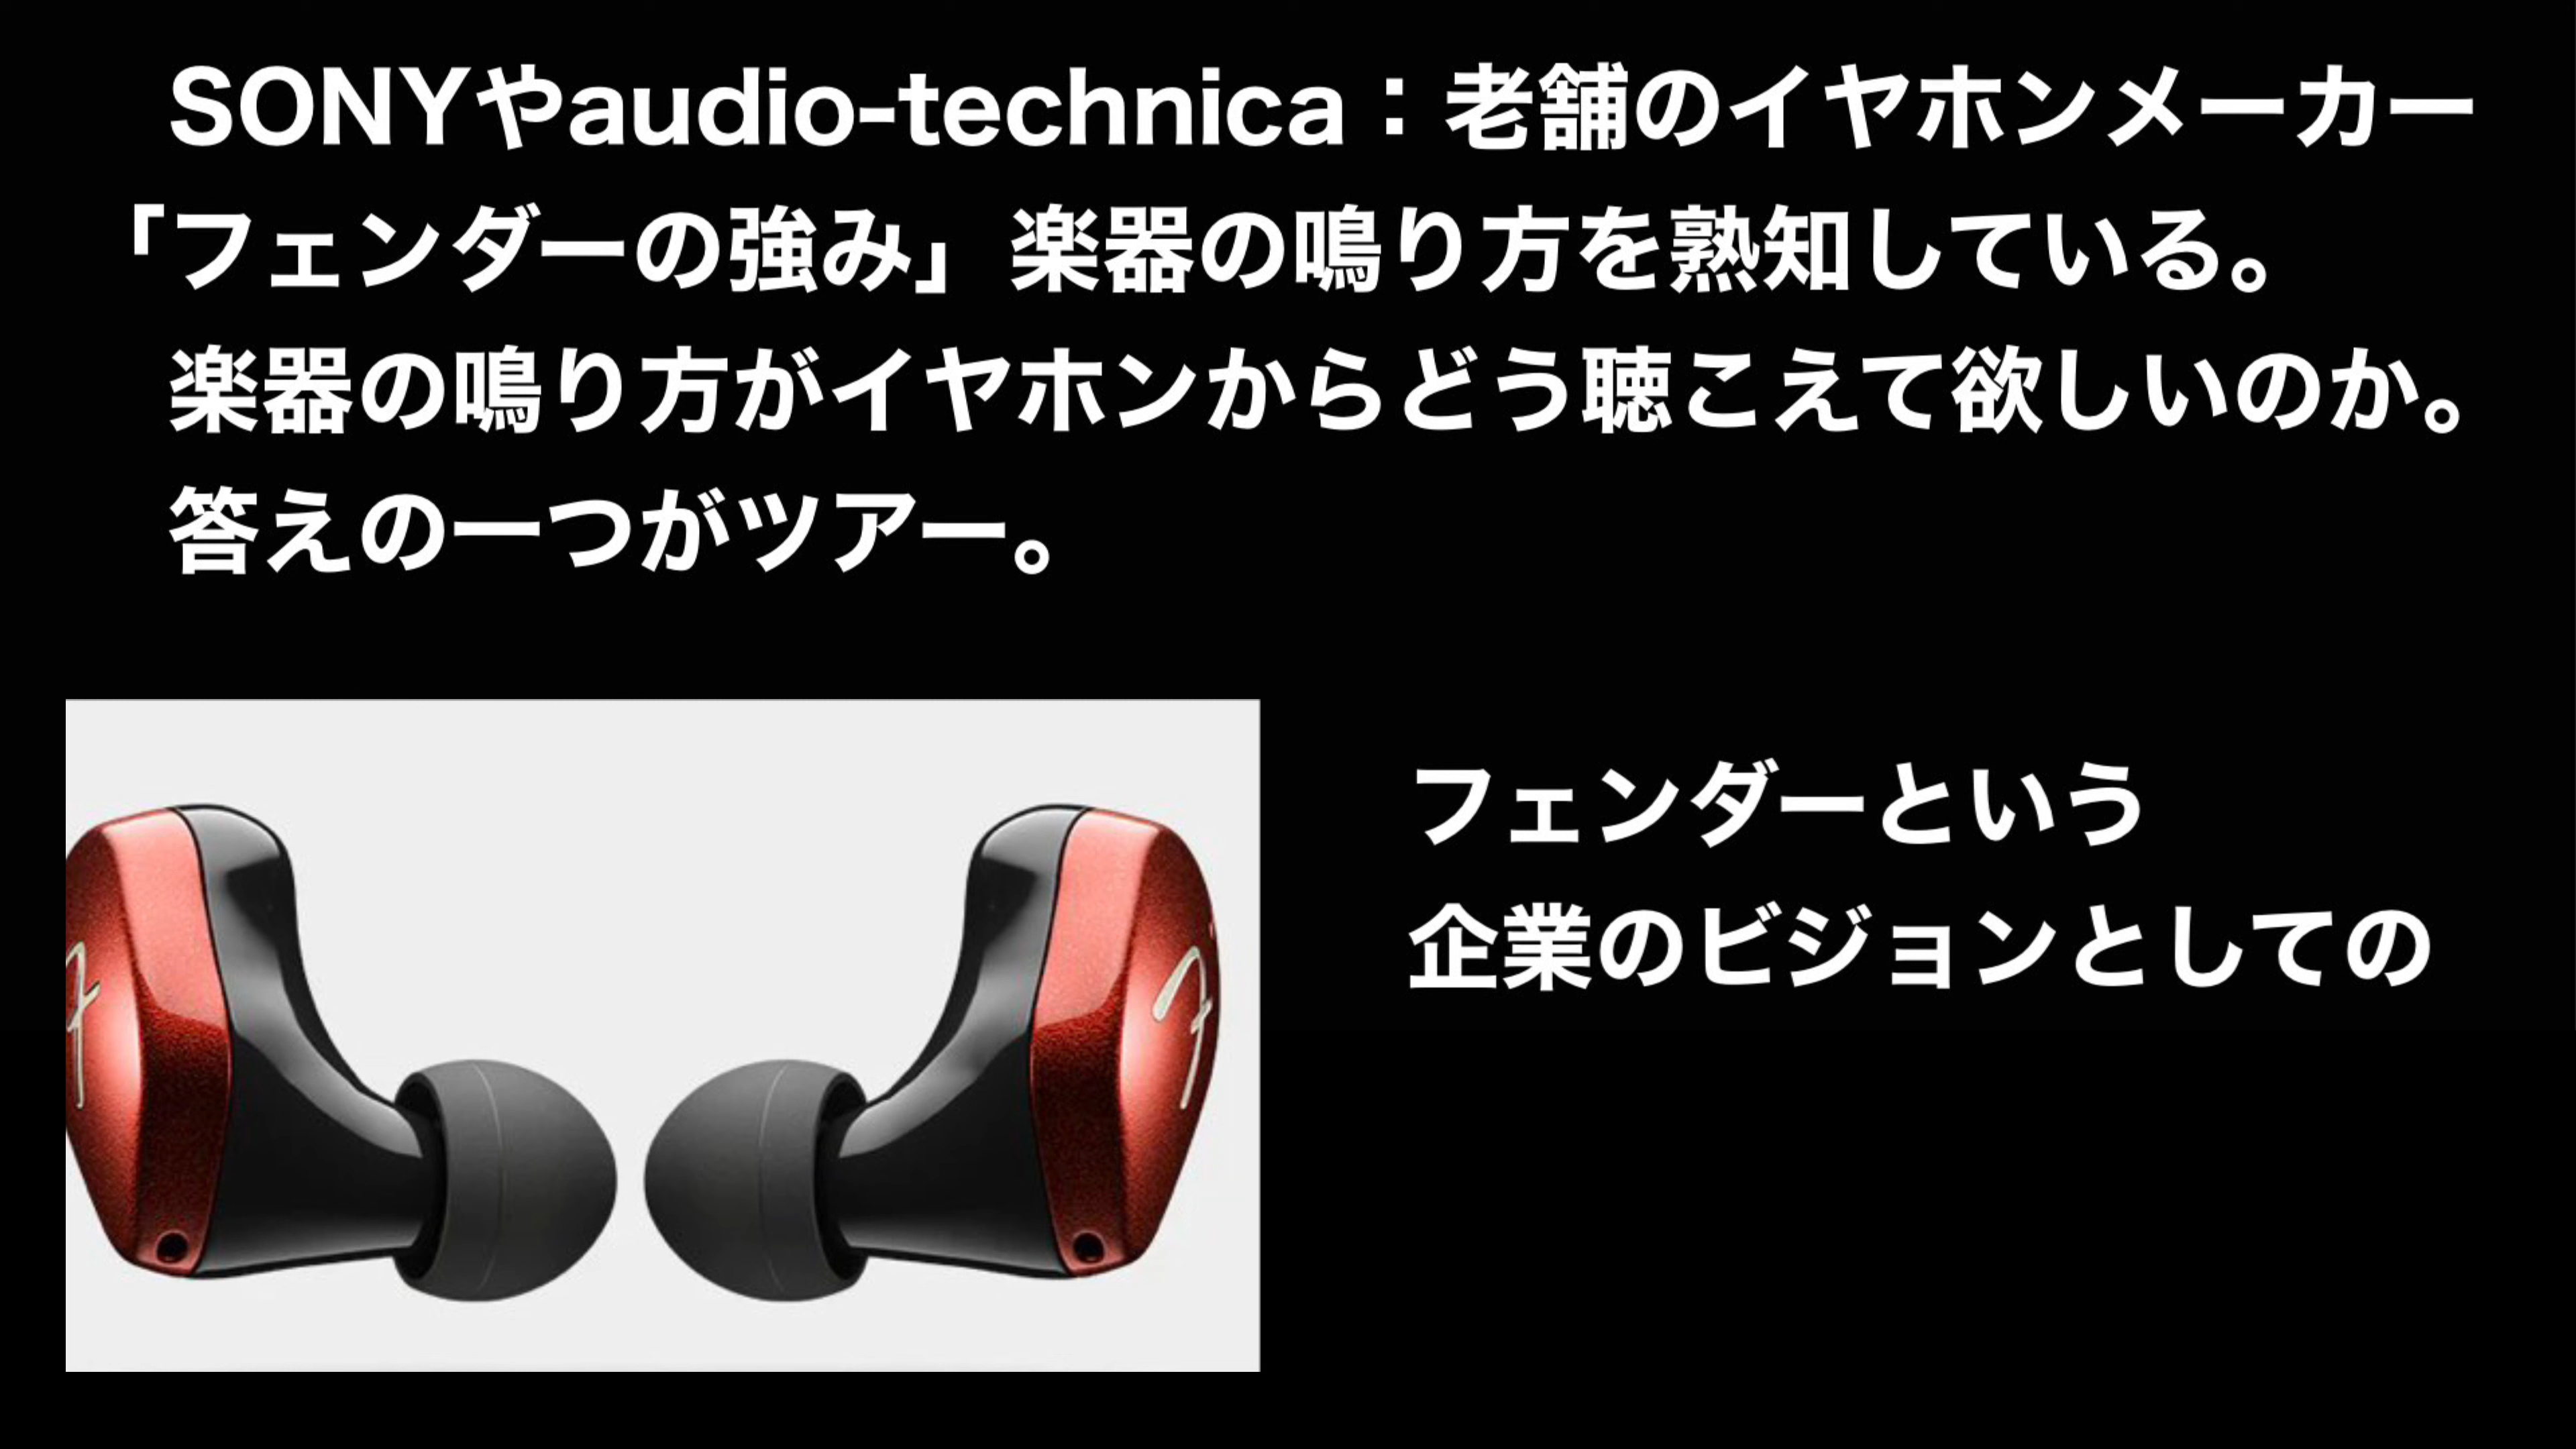 SONYやaudio-technica：老舗のイヤホンメーカー
「フェンダーの強み」楽器の鳴り方を熟知している。
楽器の鳴り方がイヤホンからどう聴こえて欲しいのか。
答えの一つがツアー。
フェンダーという
企業のビジョンとしての